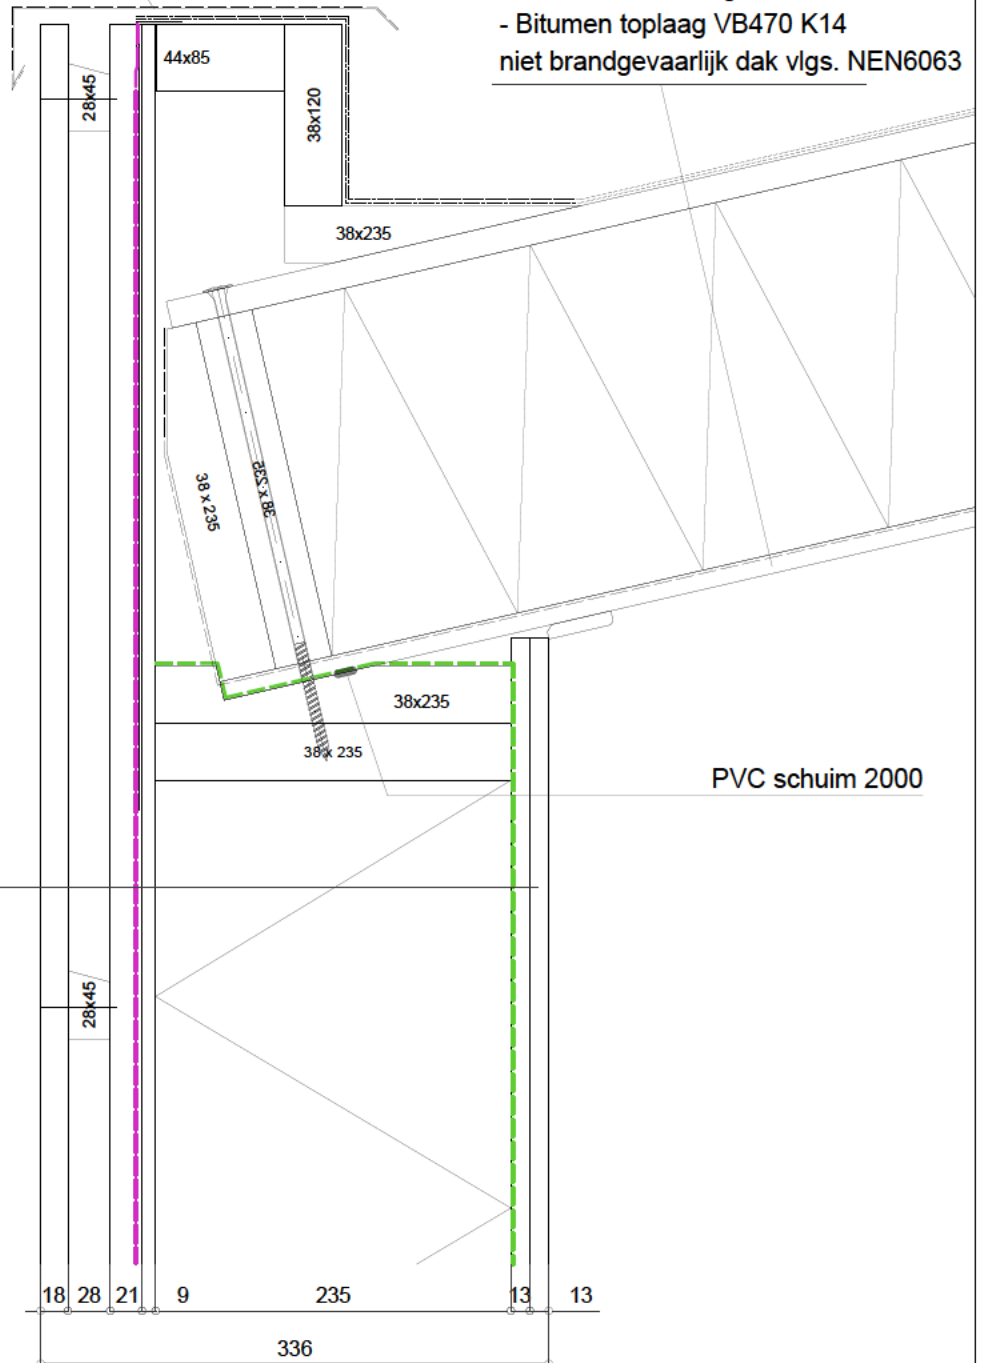 - Bitumen toplaag VB470 K14
niet brandgevaarlijk dak vlgs. NEN6063
44x85
28x45
38x120
38x235
38 x 235
38 x 235
38x235
38 x 235
PVC schuim 2000
28x45
18 28 21 9 235 13 13
336